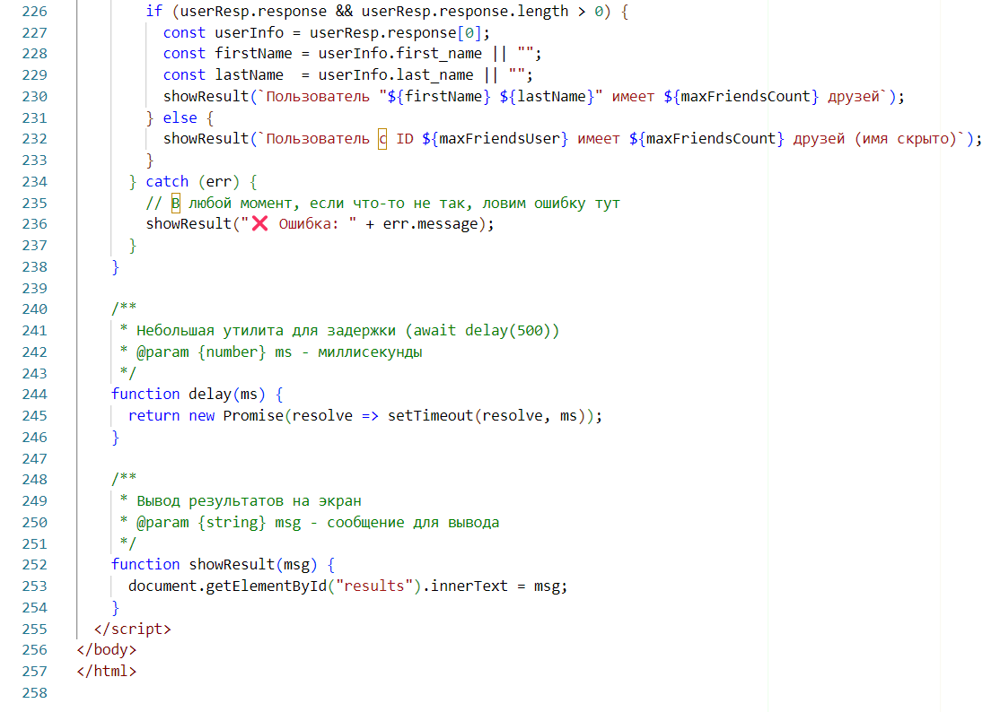 226 if (userResp.response && userResp.response.length > 0) {
227 const userInfo = userResp.response[0];
228 const firstName = userInfo.first_name || "";
229 const lastName  = userInfo.last_name || "";
230 showResult(`Пользователь "${firstName} ${lastName}" имеет ${maxFriendsCount} друзей`);
231 } else {
232 showResult(`Пользователь с ID ${maxFriendsUser} имеет ${maxFriendsCount} друзей (имя скрыто)`);
233 }
234 } catch (err) {
235 // В любой момент, если что-то не так, ловим ошибку тут
236 showResult("❌ Ошибка: " + err.message);
237 }
238 }
239
240 /**
241 * Небольшая утилита для задержки (await delay(500))
242 * @param {number} ms - миллисекунды
243 */
244 function delay(ms) {
245 return new Promise(resolve => setTimeout(resolve, ms));
246 }
247
248 /**
249 * Вывод результатов на экран
250 * @param {string} msg - сообщение для вывода
251 */
252 function showResult(msg) {
253 document.getElementById("results").innerText = msg;
254 }
255 </script>
256 </body>
257 </html>
258